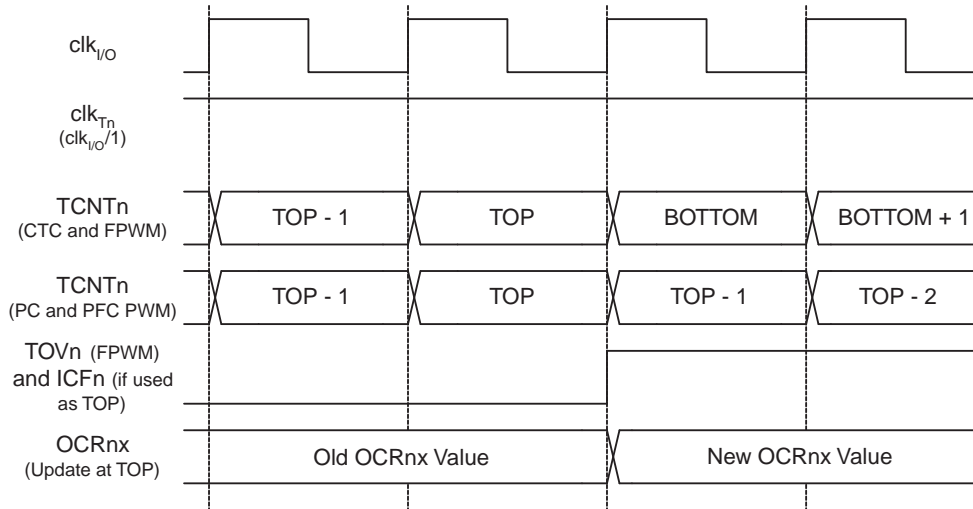 clkI/O
clkTn
(clkI/O/1)
TCNTn
(CTC and FPWM)
TOP - 1
TOP
BOTTOM
BOTTOM + 1
TCNTn
(PC and PFC PWM)
TOP - 1
TOP
TOP - 1
TOP - 2
TOVn (FPWM)
and ICFn (if used
as TOP)
OCRnx
(Update at TOP)
Old OCRnx Value
New OCRnx Value